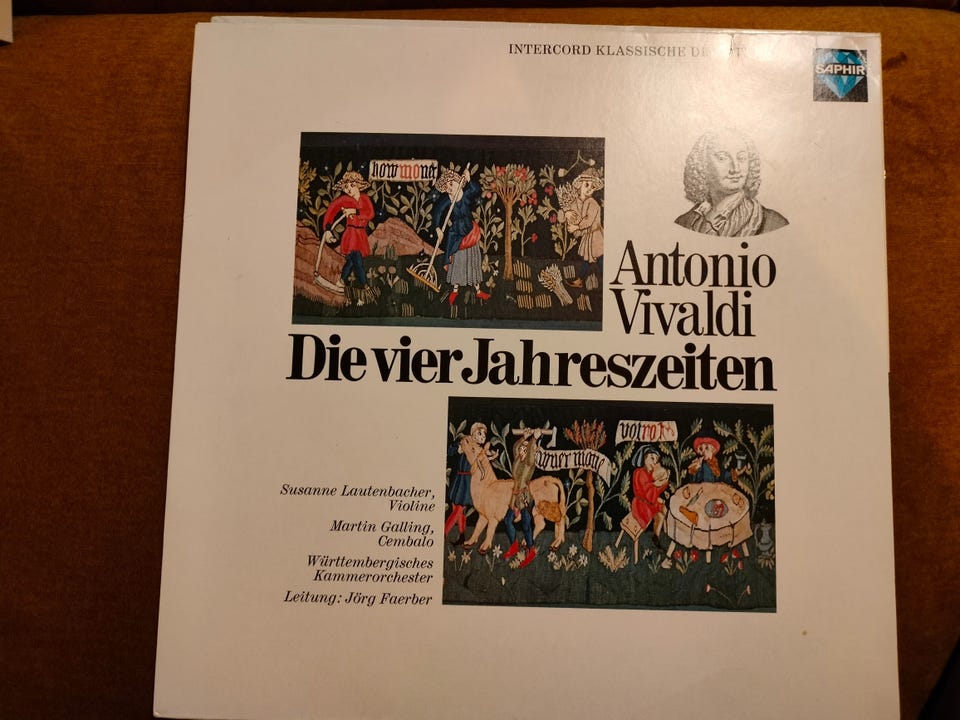 INTERCORD KLASSISCHE
SAPHIR
howmonet
Antonio
Vivaldi
Die vier Jahreszeiten
Susanne Lautenbacher,
Violine
Martin Galling,
Cembalo
Württembergisches
Kammerorchester
Leitung: Jörg Faerber